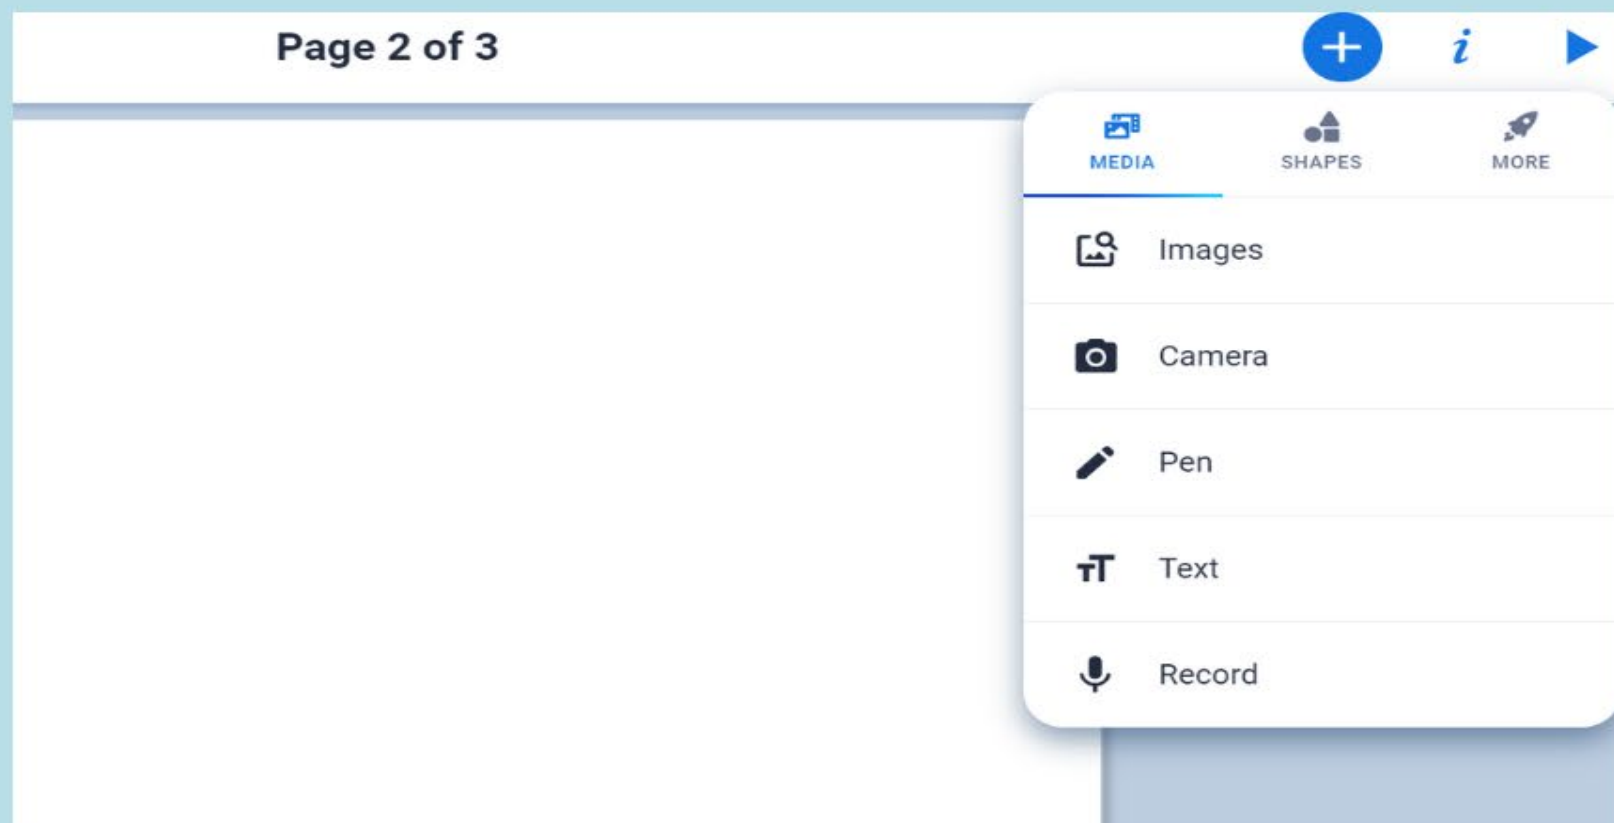 Page 2 of 3
MEDIA SHAPES MORE
Images
Camera
Pen
Text
Record